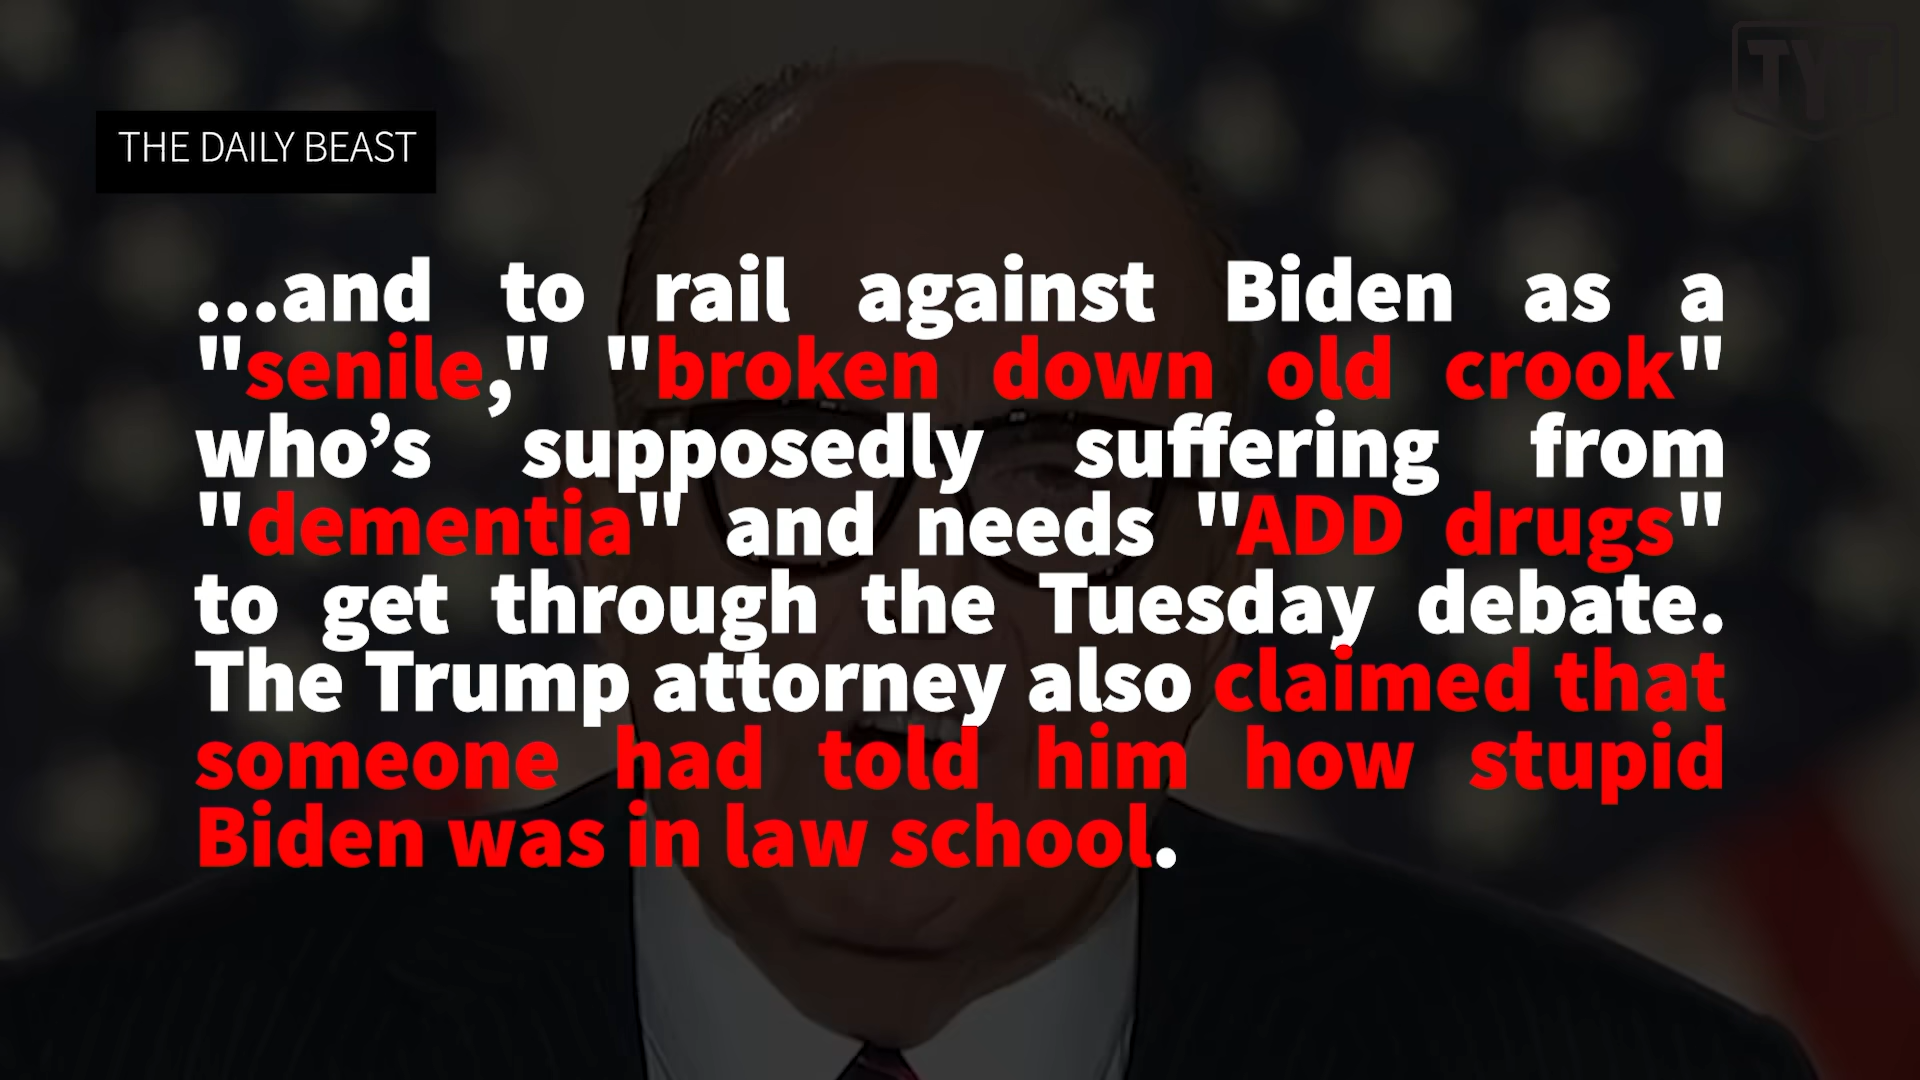 TYT
THE DAILY BEAST
...and to rail against Biden as a
"senile," "broken down old crook"
who’s supposedly suffering from
"dementia" and needs "ADD drugs"
to get through the Tuesday debate.
The Trump attorney also claimed that
someone had told him how stupid
Biden was in law school.